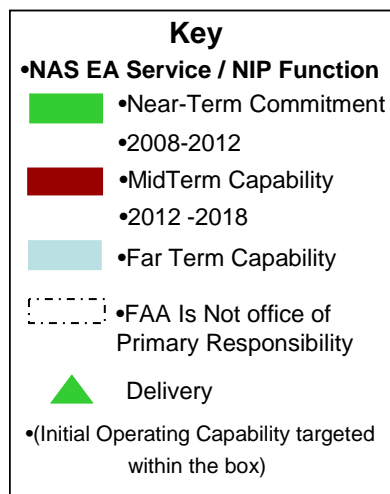 Key
•NAS EA Service / NIP Function
•Near-Term Commitment
•2008-2012
•MidTerm Capability
•2012 -2018
•Far Term Capability
•FAA Is Not office of
Primary Responsibility
Delivery
•(Initial Operating Capability targeted
within the box)